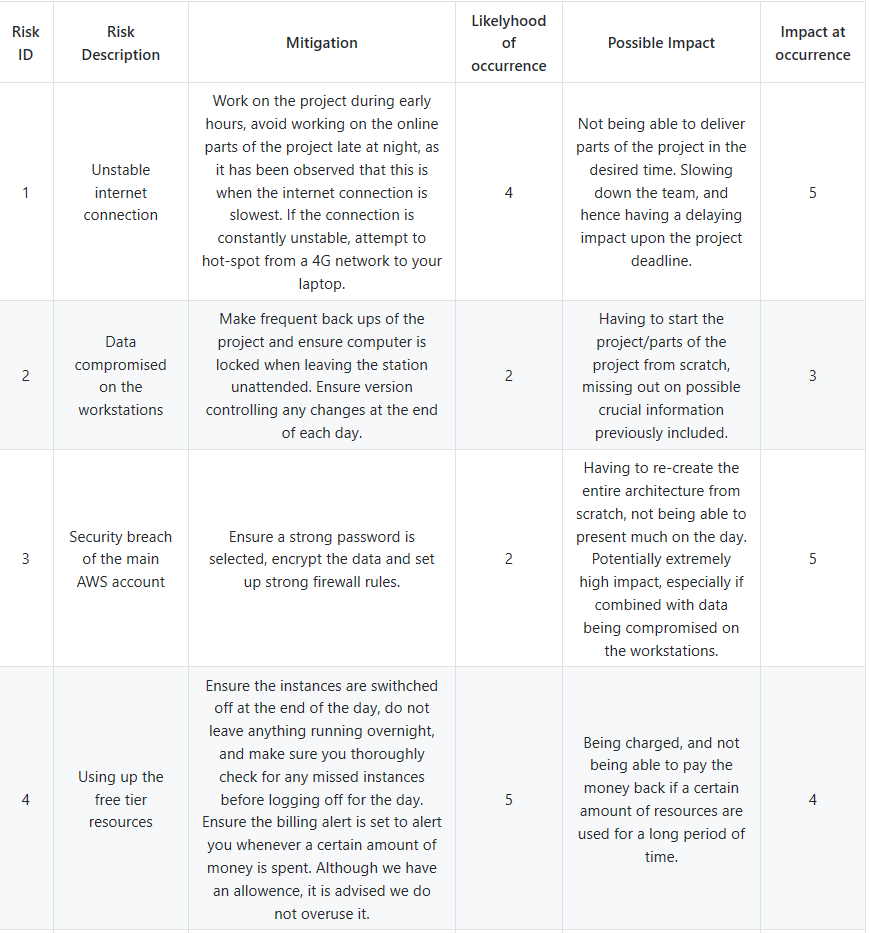 Risk ID
Risk Description
Mitigation
Likelyhood of occurrence
Possible Impact
Impact at occurrence
1
Unstable
internet
connection
Work on the project during early
hours, avoid working on the online
parts of the project late at night, as
it has been observed that this is
when the internet connection is
slowest. If the connection is
constantly unstable, attempt to
hot-spot from a 4G network to your
laptop.
4
Not being able to deliver
parts of the project in the
desired time. Slowing
down the team, and
hence having a delaying
impact upon the project
deadline.
5
2
Data
compromised
on the
workstations
Make frequent back ups of the
project and ensure computer is
locked when leaving the station
unattended. Ensure version
controlling any changes at the end
of each day.
2
Having to start the
project/parts of the
project from scratch,
missing out on possible
crucial information
previously included.
3
3
Security breach
of the main
AWS account
Ensure a strong password is
selected, encrypt the data and set
up strong firewall rules.
2
Having to re-create the
entire architecture from
scratch, not being able to
present much on the day.
Potentially extremely
high impact, especially if
combined with data
being compromised on
the workstations.
5
4
Using up the
free tier
resources
Ensure the instances are swithched
off at the end of the day, do not
leave anything running overnight,
and make sure you thoroughly
check for any missed instances
before logging off for the day.
Ensure the billing alert is set to alert
you whenever a certain amount of
money is spent. Although we have
an allowence, it is advised we do
not overuse it.
5
Being charged, and not
being able to pay the
money back if a certain
amount of resources are
used for a long period of
time.
4